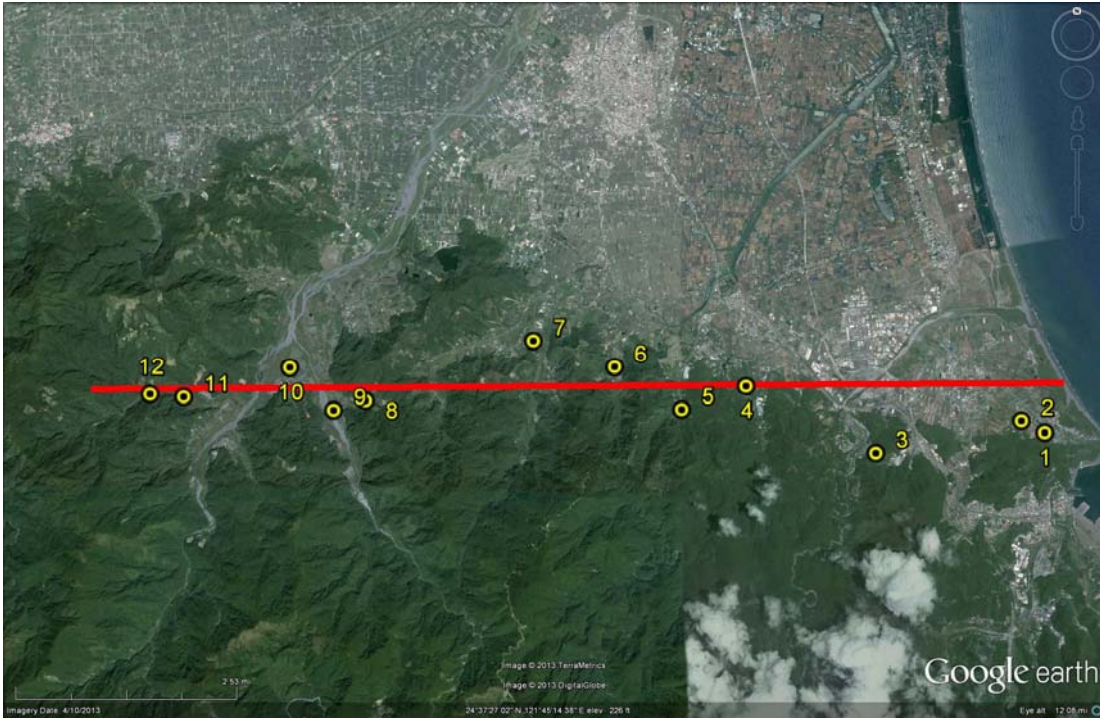 7
6
12
11
10
9
8
5
4
3
2
1
Image © 2013 TerraMetrics
Image © 2013 DigitalGlobe
Google earth
2.53 mi
Imagery Date: 4/10/2013 24°37'27.02" N 121°45'14.38" E elev 226 ft Eye alt 12.08 mi